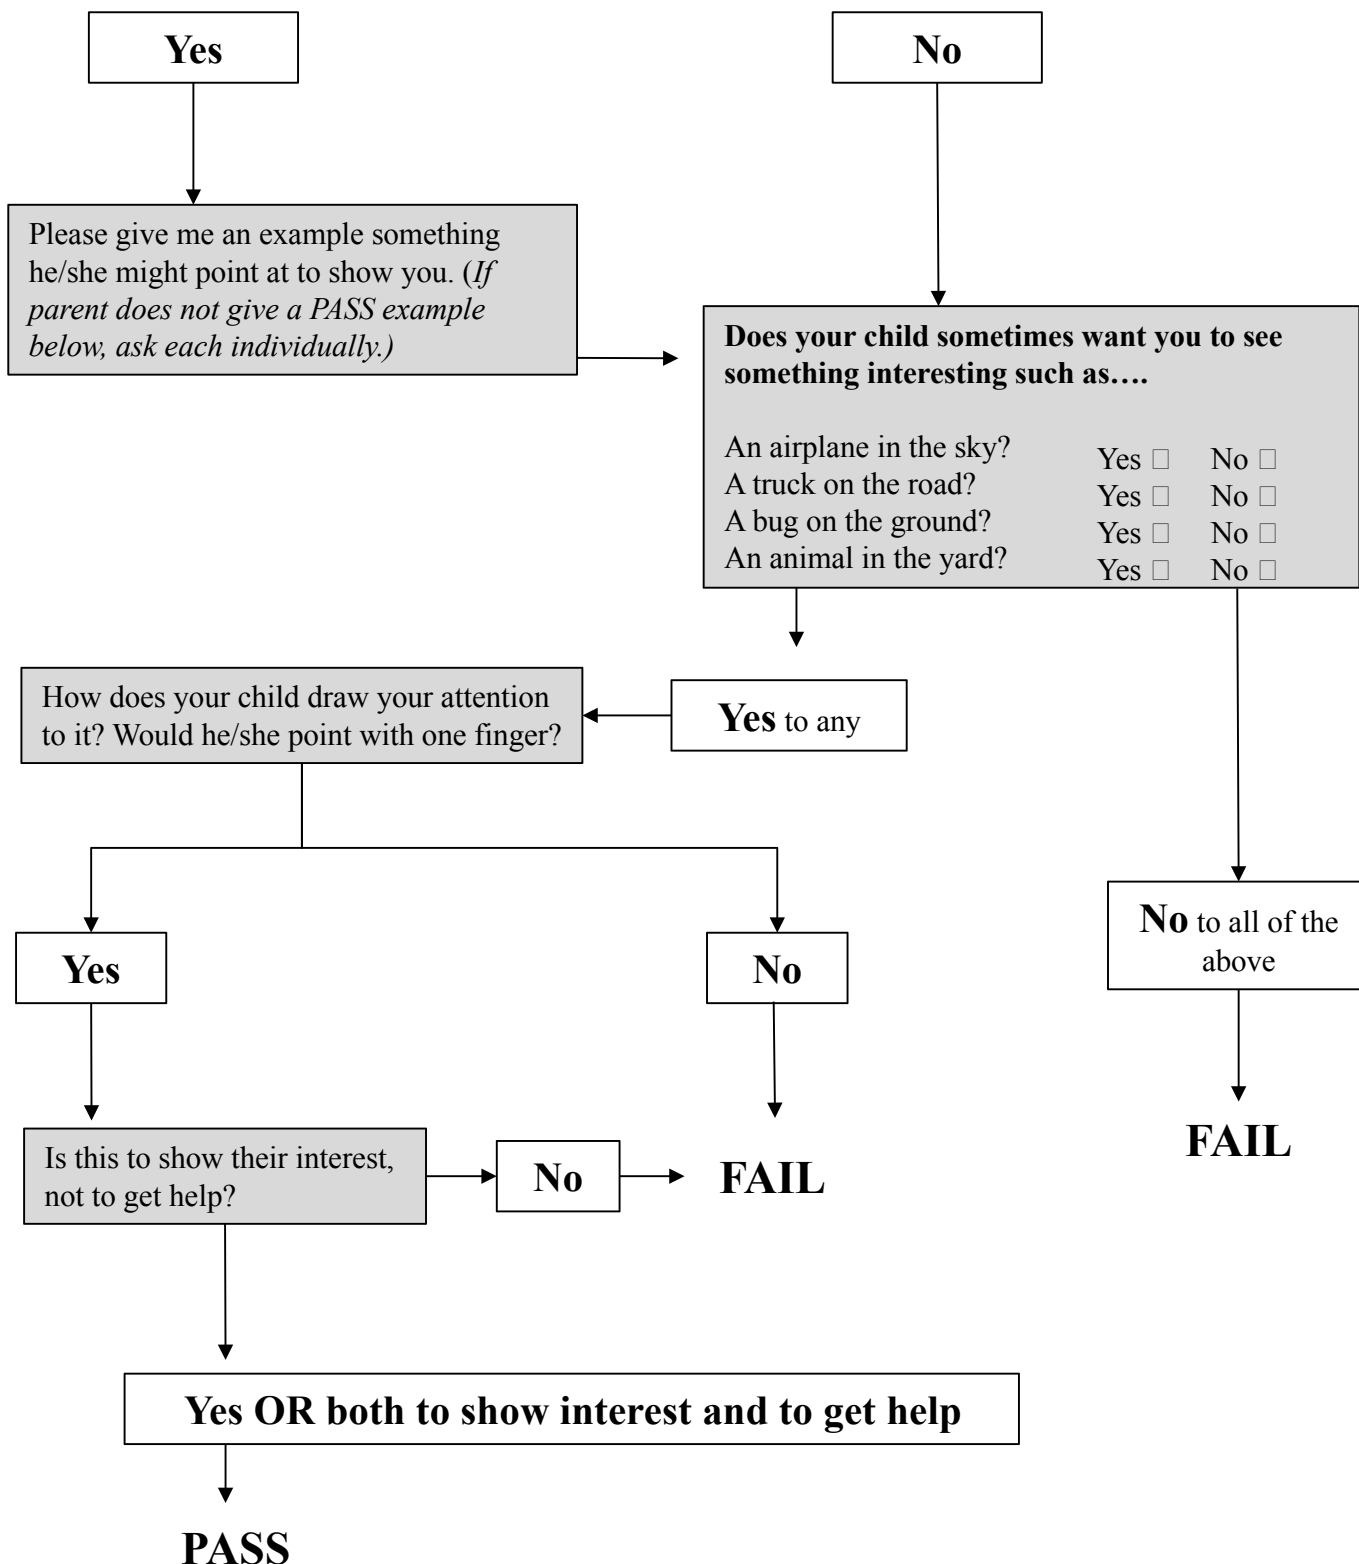 Yes
No
Please give me an example something
he/she might point at to show you. (If
parent does not give a PASS example
below, ask each individually.)
Does your child sometimes want you to see
something interesting such as….
An airplane in the sky? Yes □ No □
A truck on the road? Yes □ No □
A bug on the ground? Yes □ No □
An animal in the yard? Yes □ No □
How does your child draw your attention
to it? Would he/she point with one finger?
Yes to any
Yes
No
No to all of the
above
Is this to show their interest,
not to get help?
No
FAIL
FAIL
Yes OR both to show interest and to get help
PASS